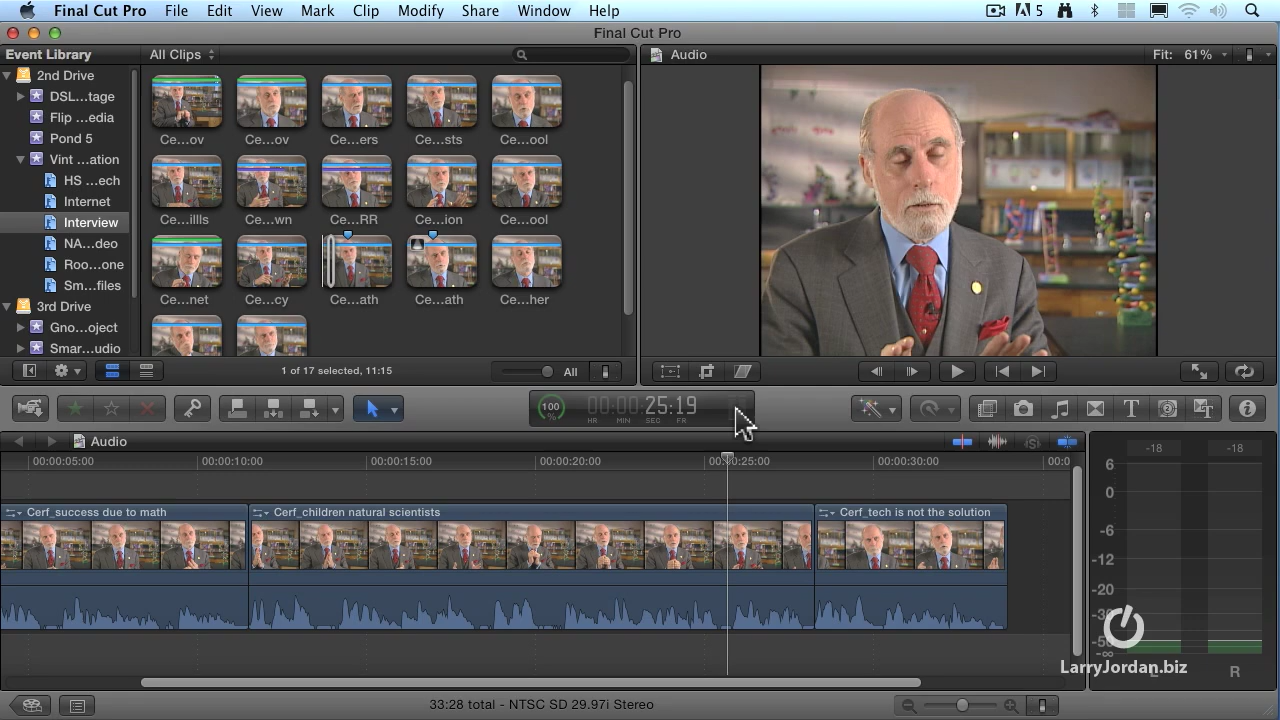 Final Cut Pro File Edit View Mark Clip Modify Share Window Help 5
Final Cut Pro
Event Library
All Clips
Audio
Fit: 61%
2nd Drive
DSL...tage
Flip ...edia
Pond 5
Vint ...ation
HS ...ech
Internet
Interview
NA...deo
Roo...one
Sm...files
3rd Drive
Gno...oject
Smar...udio
Ce...ov Ce...ov Ce...ers Ce...sts Ce...ool
Ce...illls Ce...wn Ce...RR Ce...ion Ce...ool
Ce...net Ce...cy Ce...ath Ce...ath Ce...her
1 of 17 selected, 11:15
All
100
%
00:00:25:19
HR MIN SEC FR
Audio
00:00:05:00 00:00:10:00 00:00:15:00 00:00:20:00 00:00:25:00 00:00:30:00 00:0
Cerf_success due to math
Cerf_children natural scientists
Cerf_tech is not the solution
-18 -18
6
0
-6
-12
-20
-30
-50
-∞
L R
LarryJordan.biz
33:28 total - NTSC SD 29.97i Stereo